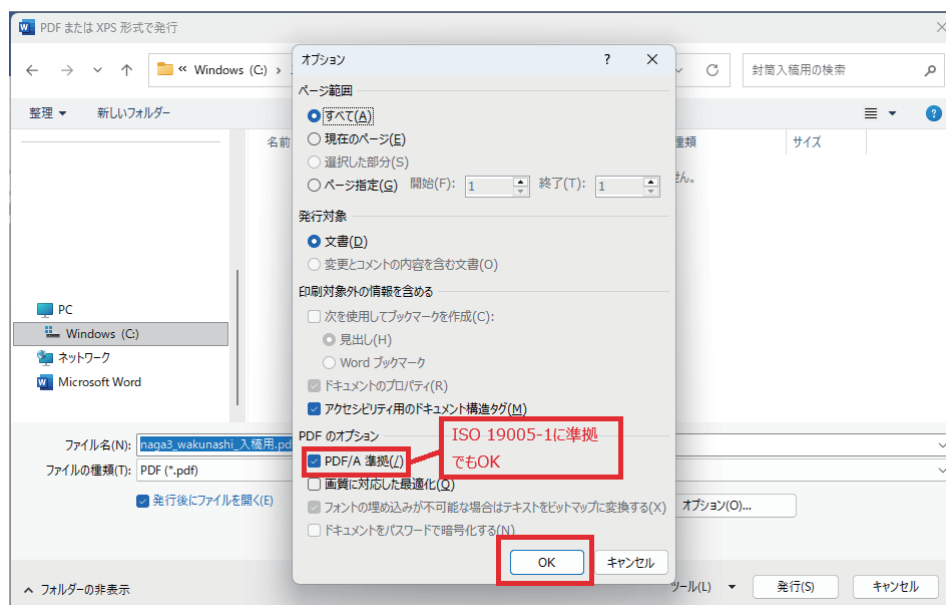 PDF または XPS 形式で発行
« Windows (C:) ›
封筒入稿用の検索
整理 新しいフォルダー
名前
種類
サイズ
せん。
PC
Windows (C:)
ネットワーク
Microsoft Word
ファイル名(N): naga3_wakunashi_入稿用.pd
ファイルの種類(T): PDF (*.pdf)
発行後にファイルを開く(E)
オプション(O)...
フォルダーの非表示
ツール(L)
発行(S)
キャンセル
オプション
?
ページ範囲
すべて(A)
現在のページ(E)
選択した部分(S)
ページ指定(G) 開始(F): 1 終了(T): 1
発行対象
文書(D)
変更とコメントの内容を含む文書(O)
印刷対象外の情報を含める
次を使用してブックマークを作成(C):
見出し(H)
Word ブックマーク
ドキュメントのプロパティ(R)
アクセシビリティ用のドキュメント構造タグ(M)
PDF のオプション
PDF/A 準拠(/)
ISO 19005-1に準拠
でもOK
画質に対応した最適化(Q)
フォントの埋め込みが不可能な場合はテキストをビットマップに変換する(X)
ドキュメントをパスワードで暗号化する(N)
OK
キャンセル